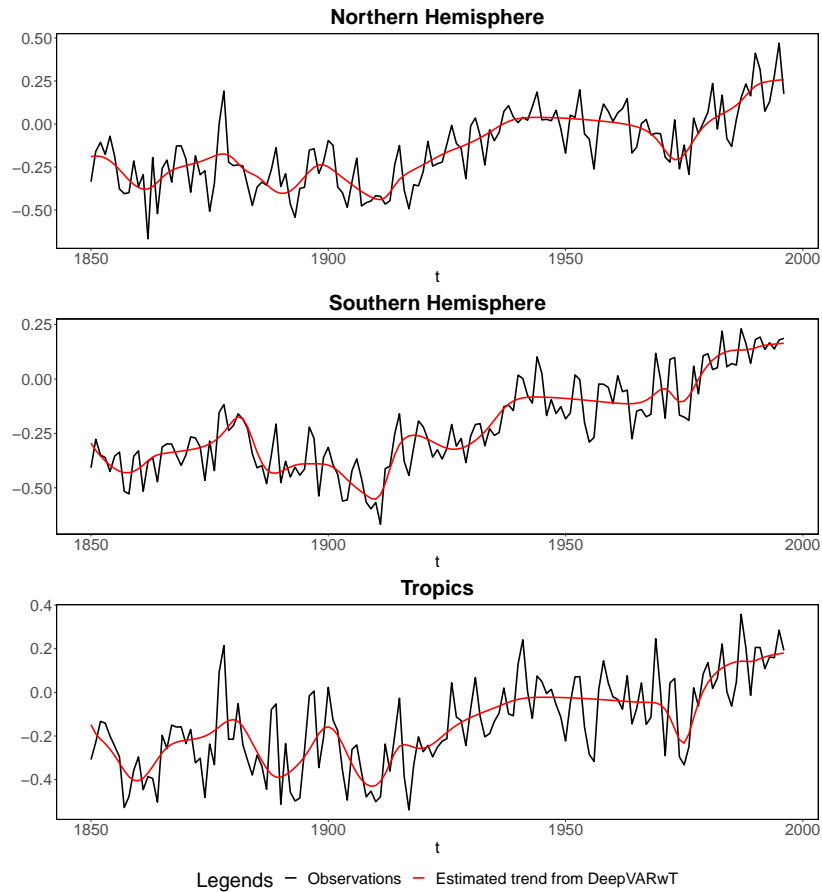 Northern Hemisphere
0.50
0.25
0.00
−0.25
−0.50
1850 1900 1950 2000
t
Southern Hemisphere
0.25
0.00
−0.25
−0.50
1850 1900 1950 2000
t
Tropics
0.4
0.2
0.0
−0.2
−0.4
1850 1900 1950 2000
t
Legends Observations Estimated trend from DeepVARwT